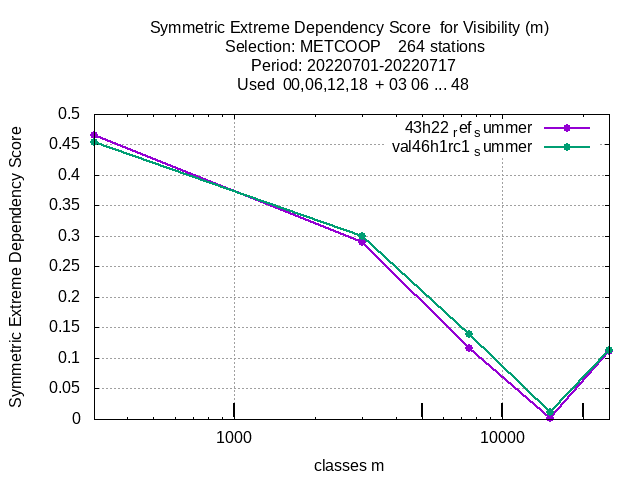 Symmetric Extreme Dependency Score  for Visibility (m)
Selection: METCOOP    264 stations
Period: 20220701-20220717
Used  00,06,12,18  + 03 06 ... 48
43h22 ref summer
val46h1rc1 summer
Symmetric Extreme Dependency Score
0.5
0.45
0.4
0.35
0.3
0.25
0.2
0.15
0.1
0.05
0
1000 10000
classes m